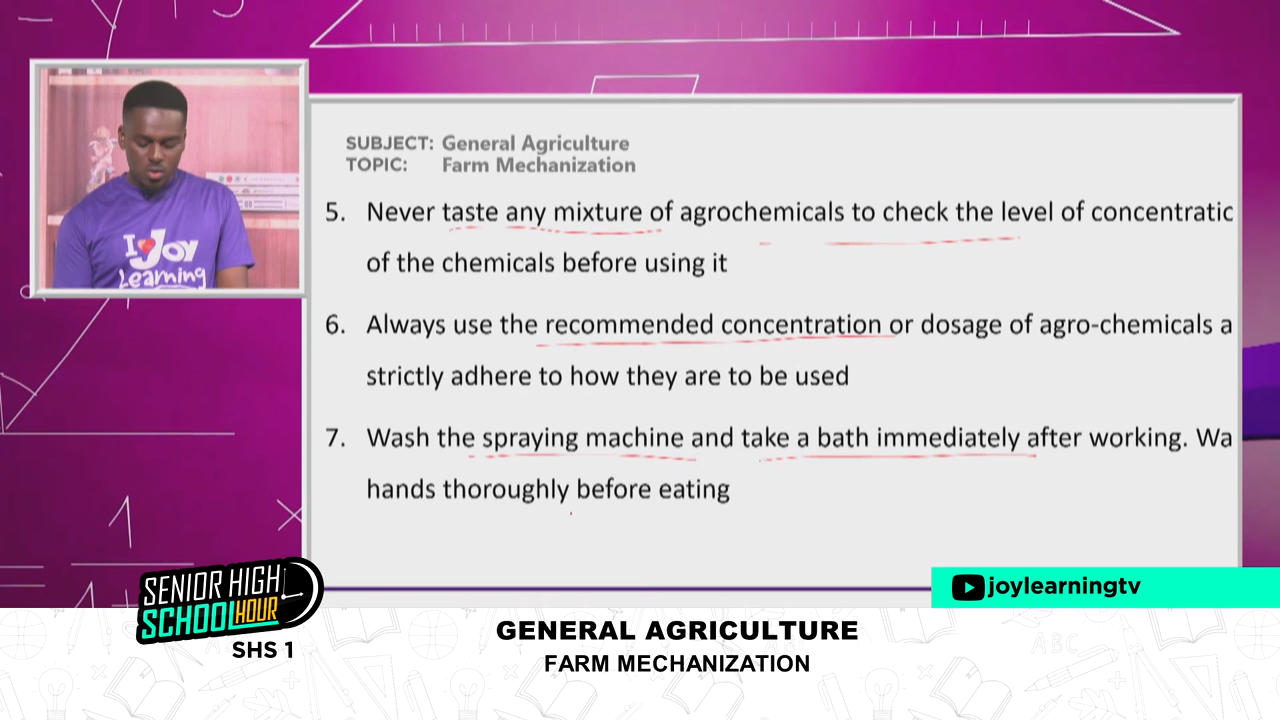 SUBJECT: General Agriculture
TOPIC: Farm Mechanization
5. Never taste any mixture of agrochemicals to check the level of concentratic
of the chemicals before using it
6. Always use the recommended concentration or dosage of agro-chemicals a
strictly adhere to how they are to be used
7. Wash the spraying machine and take a bath immediately after working. Wa
hands thoroughly before eating
I Joy
Learning
SENIOR HIGH
SCHOOL HOUR
SHS 1
joylearningtv
GENERAL AGRICULTURE
FARM MECHANIZATION
ABC